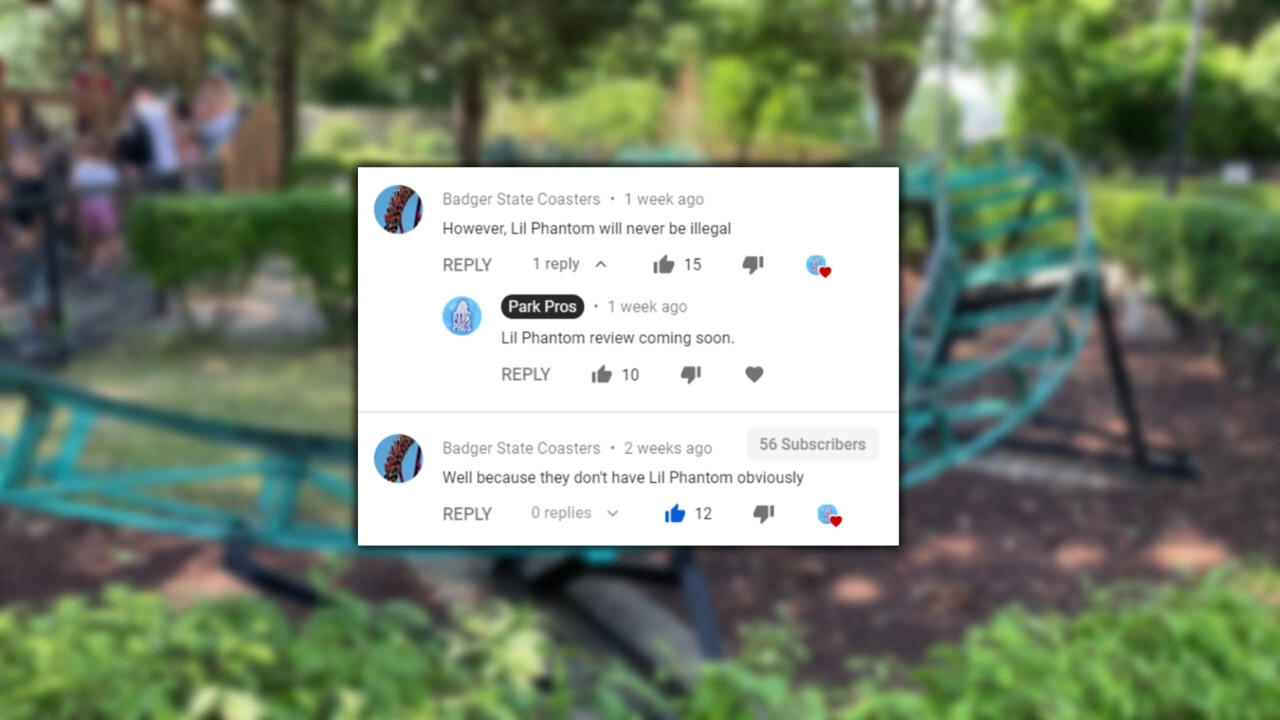 Badger State Coasters • 1 week ago
However, Lil Phantom will never be illegal
REPLY 1 reply 15
Park Pros • 1 week ago
PARK PROS
Lil Phantom review coming soon.
REPLY 10
Badger State Coasters • 2 weeks ago 56 Subscribers
Well because they don't have Lil Phantom obviously
REPLY 0 replies 12